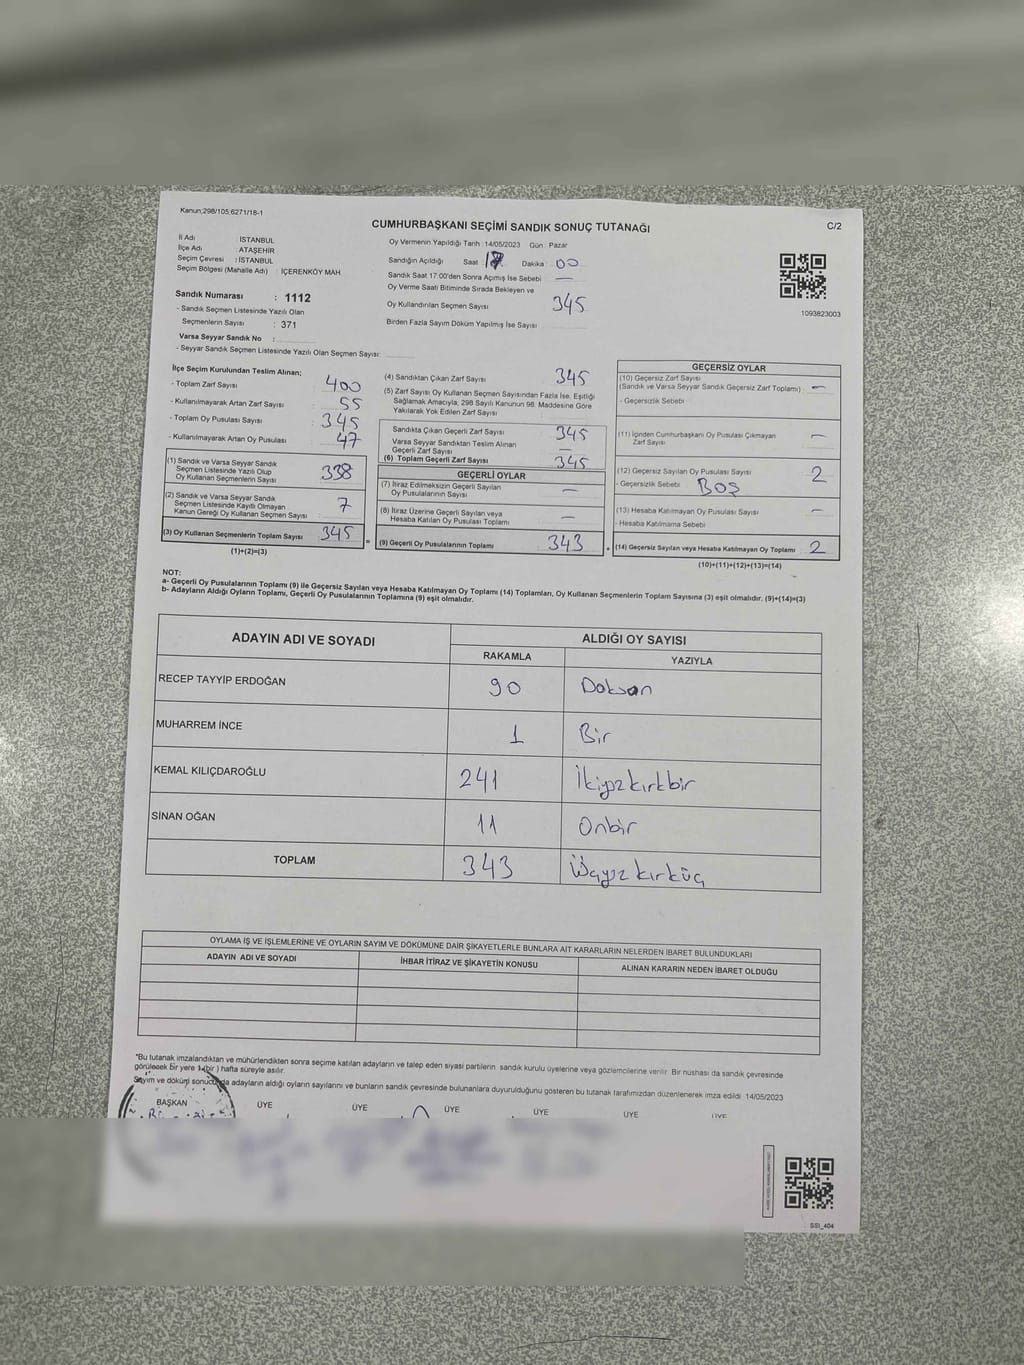 Kanun;298/105;6271/18-1
CUMHURBAŞKANI SEÇİMİ SANDIK SONUÇ TUTANAĞI
C/2
İl Adı İSTANBUL
İlçe Adı : ATAŞEHİR
Seçim Çevresi : İSTANBUL
Seçim Bölgesi (Mahalle Adı) : İÇERENKÖY MAH.
Sandık Numarası : 1112
- Sandık Seçmen Listesinde Yazılı Olan
Seçmenlerin Sayısı : 371
Varsa Seyyar Sandık No :
- Seyyar Sandık Seçmen Listesinde Yazılı Olan Seçmen Sayısı:
Oy Vermenin Yapıldığı Tarih :14/05/2023 Gün : Pazar
Sandığın Açıldığı Saat 17 Dakika : 00
Sandık Saat 17:00'den Sonra Açılmış İse Sebebi —
Oy Verme Saati Bitiminde Sırada Bekleyen ve
Oy Kullandırılan Seçmen Sayısı 345
Birden Fazla Sayım Döküm Yapılmış İse Sayısı
1093823003
İlçe Seçim Kurulundan Teslim Alınan;
- Toplam Zarf Sayısı 400
- Kullanılmayarak Artan Zarf Sayısı 55
- Toplam Oy Pusulası Sayısı 345
- Kullanılmayarak Artan Oy Pusulası 47
(1) Sandık ve Varsa Seyyar Sandık
Seçmen Listesinde Yazılı Olup
Oy Kullanan Seçmenlerin Sayısı 338
(2) Sandık ve Varsa Seyyar Sandık
Seçmen Listesinde Kayıtlı Olmayan
Kanun Gereği Oy Kullanan Seçmen Sayısı 7
(3) Oy Kullanan Seçmenlerin Toplam Sayısı 345
(1)+(2)=(3)
(4) Sandıktan Çıkan Zarf Sayısı 345
(5) Zarf Sayısı Oy Kullanan Seçmen Sayısından Fazla İse, Eşitliği
Sağlamak Amacıyla, 298 Sayılı Kanunun 98. Maddesine Göre
Yakılarak Yok Edilen Zarf Sayısı
Sandıkta Çıkan Geçerli Zarf Sayısı 345
Varsa Seyyar Sandıktan Teslim Alınan
Geçerli Zarf Sayısı —
(6) Toplam Geçerli Zarf Sayısı 345
GEÇERLİ OYLAR
(7) İtiraz Edilmeksizin Geçerli Sayılan
Oy Pusulalarının Sayısı —
(8) İtiraz Üzerine Geçerli Sayılan veya
Hesaba Katılan Oy Pusulası Toplamı —
(9) Geçerli Oy Pusulalarının Toplamı 343
GEÇERSİZ OYLAR
(10) Geçersiz Zarf Sayısı
(Sandık ve Varsa Seyyar Sandık Geçersiz Zarf Toplamı) : —
- Geçersizlik Sebebi
(11) İçinden Cumhurbaşkanı Oy Pusulası Çıkmayan
Zarf Sayısı —
(12) Geçersiz Sayılan Oy Pusulası Sayısı 2
- Geçersizlik Sebebi BOŞ
(13) Hesaba Katılmayan Oy Pusulası Sayısı —
- Hesaba Katılmama Sebebi
(14) Geçersiz Sayılan veya Hesaba Katılmayan Oy Toplamı 2
(10)+(11)+(12)+(13)=(14)
NOT:
a- Geçerli Oy Pusulalarının Toplamı (9) ile Geçersiz Sayılan veya Hesaba Katılmayan Oy Toplamı (14) Toplamları, Oy Kullanan Seçmenlerin Toplam Sayısına (3) eşit olmalıdır. (9)+(14)=(3)
b- Adayların Aldığı Oyların Toplamı, Geçerli Oy Pusulalarının Toplamına (9) eşit olmalıdır.
ADAYIN ADI VE SOYADI ALDIĞI OY SAYISI
RAKAMLA YAZIYLA
RECEP TAYYİP ERDOĞAN 90 Doksan
MUHARREM İNCE 1 Bir
KEMAL KILIÇDAROĞLU 241 İkiyüzkırkbir
SİNAN OĞAN 11 Onbir
TOPLAM 343 Üçyüzkırküç
OYLAMA İŞ VE İŞLEMLERİNE VE OYLARIN SAYIM VE DÖKÜMÜNE DAİR ŞİKAYETLERLE BUNLARA AİT KARARLARIN NELERDEN İBARET BULUNDUKLARI
ADAYIN ADI VE SOYADI İHBAR İTİRAZ VE ŞİKAYETİN KONUSU ALINAN KARARIN NEDEN İBARET OLDUĞU
"Bu tutanak imzalandıktan ve mühürlendikten sonra seçime katılan adayların ve talep eden siyasi partilerin sandık kurulu üyelerine veya gözlemcilerine verilir. Bir nüshası da sandık çevresinde
görülecek bir yere 1 (bir) hafta süreyle asılır.
Sayım ve döküm sonucunda adayların aldığı oyların sayılarını ve bunların sandık çevresinde bulunanlara duyurulduğunu gösteren bu tutanak tarafımızdan düzenlenerek imza edildi 14/05/2023
BAŞKAN ÜYE ÜYE ÜYE ÜYE ÜYE ÜYE
SSI_404